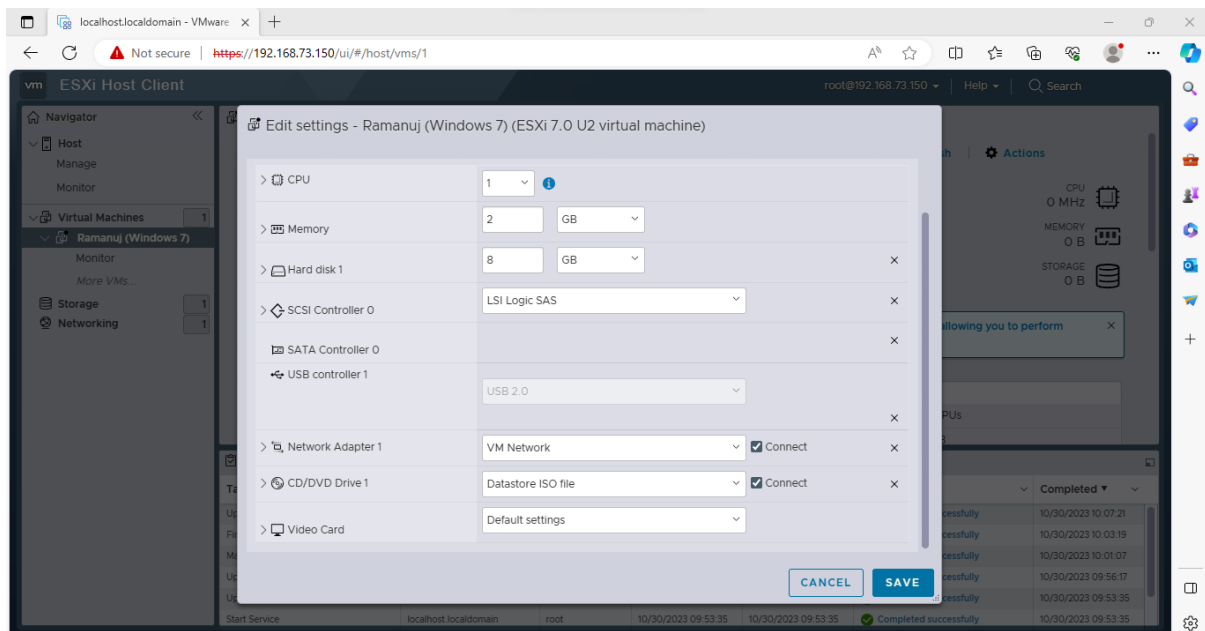 localhost.localdomain - VMware
Not secure | https://192.168.73.150/ui/#/host/vms/1
vm ESXi Host Client
root@192.168.73.150 | Help | Search
Navigator
Host
Manage
Monitor
Virtual Machines 1
Ramanuj (Windows 7)
Monitor
More VMs...
Storage 1
Networking 1
Edit settings - Ramanuj (Windows 7) (ESXi 7.0 U2 virtual machine)
CPU 1
Memory 2 GB
Hard disk 1 8 GB
SCSI Controller 0 LSI Logic SAS
SATA Controller 0
USB controller 1
USB 2.0
Network Adapter 1 VM Network Connect
CD/DVD Drive 1 Datastore ISO file Connect
Video Card Default settings
CANCEL SAVE
Actions
CPU
0 MHz
MEMORY
0 B
STORAGE
0 B
allowing you to perform
Completed
10/30/2023 10:07:21
10/30/2023 10:03:19
10/30/2023 10:01:07
10/30/2023 09:56:17
10/30/2023 09:53:35
Start Service localhost.localdomain root 10/30/2023 09:53:35 10/30/2023 09:53:35 Completed successfully 10/30/2023 09:53:35